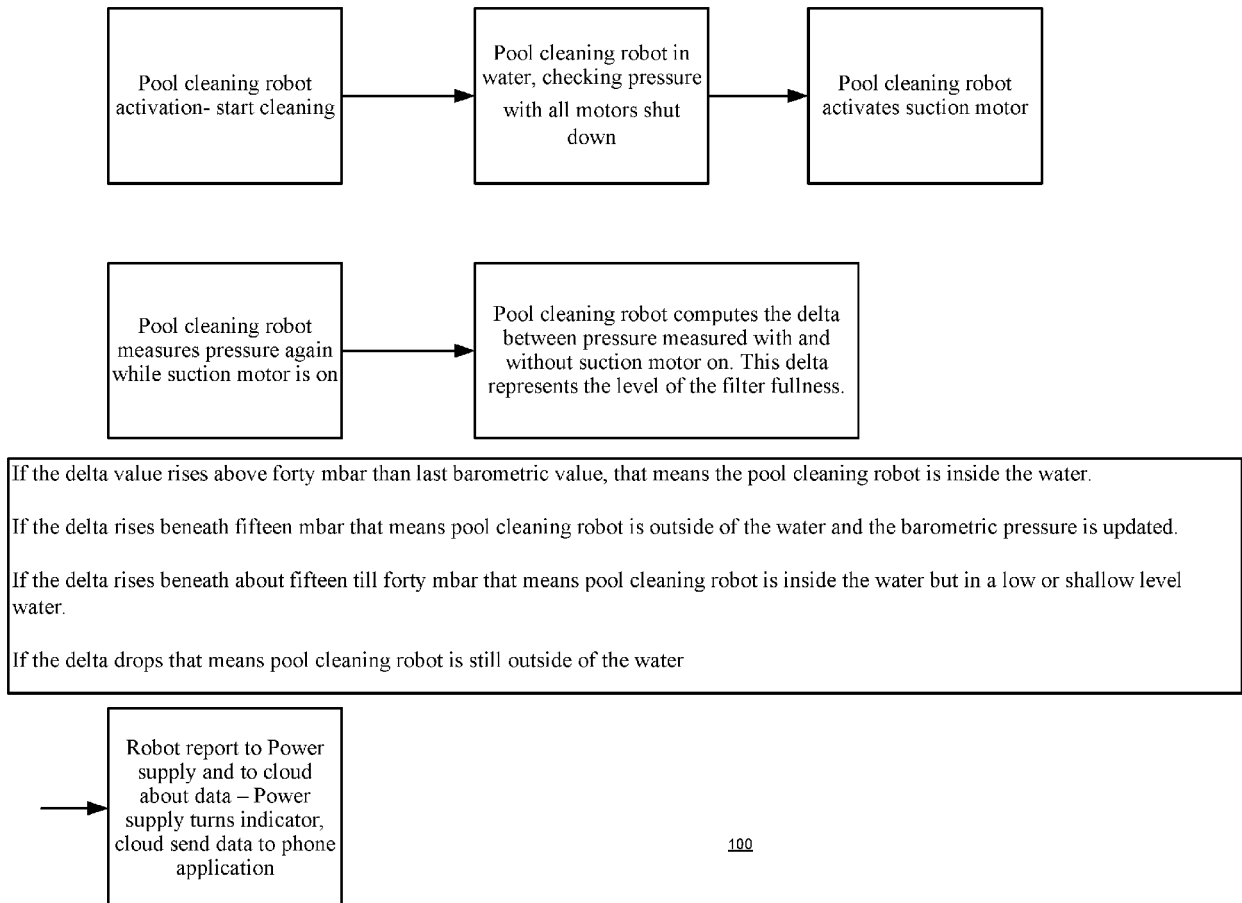 Pool cleaning robot
activation- start cleaning
Pool cleaning robot in
water, checking pressure
with all motors shut
down
Pool cleaning robot
activates suction motor
Pool cleaning robot
measures pressure again
while suction motor is on
Pool cleaning robot computes the delta
between pressure measured with and
without suction motor on. This delta
represents the level of the filter fullness.
If the delta value rises above forty mbar than last barometric value, that means the pool cleaning robot is inside the water.
If the delta rises beneath fifteen mbar that means pool cleaning robot is outside of the water and the barometric pressure is updated.
If the delta rises beneath about fifteen till forty mbar that means pool cleaning robot is inside the water but in a low or shallow level
water.
If the delta drops that means pool cleaning robot is still outside of the water
Robot report to Power
supply and to cloud
about data – Power
supply turns indicator,
cloud send data to phone
application
100